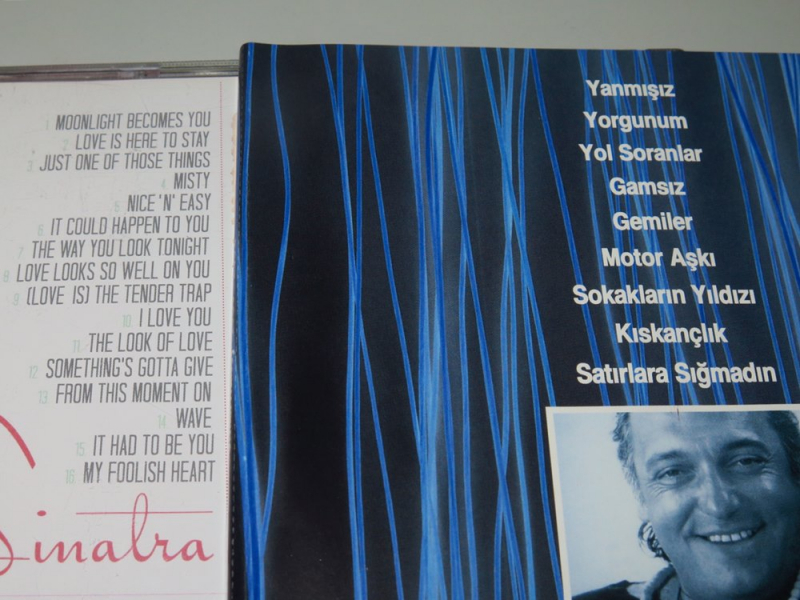 1 MOONLIGHT BECOMES YOU
2 LOVE IS HERE TO STAY
3 JUST ONE OF THOSE THINGS
4 MISTY
5 NICE 'N' EASY
6 IT COULD HAPPEN TO YOU
7 THE WAY YOU LOOK TONIGHT
8 LOVE LOOKS SO WELL ON YOU
9 (LOVE IS) THE TENDER TRAP
10 I LOVE YOU
11 THE LOOK OF LOVE
12 SOMETHING'S GOTTA GIVE
13 FROM THIS MOMENT ON
14 WAVE
15 IT HAD TO BE YOU
16 MY FOOLISH HEART
Sinatra
Yanmışız
Yorgunum
Yol Soranlar
Gamsız
Gemiler
Motor Aşkı
Sokakların Yıldızı
Kıskançlık
Satırlara Sığmadın